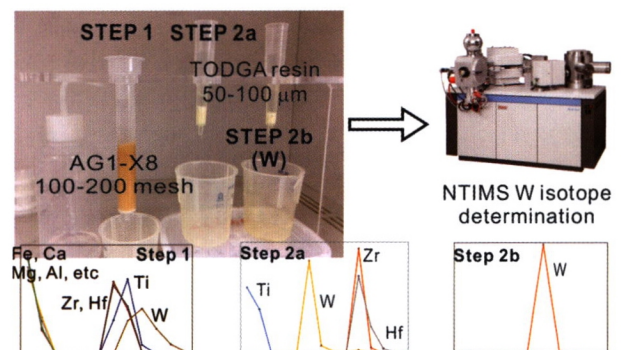 STEP 1 STEP 2a
TODGA resin
50-100 µm
STEP 2b
(W)
AG1-X8
100-200 mesh
NTIMS W isotope
determination
Fe, Ca
Mg, Al, etc
Step 1
Ti
Zr, Hf
W
Step 2a
Ti
W
Zr
Hf
Step 2b
W